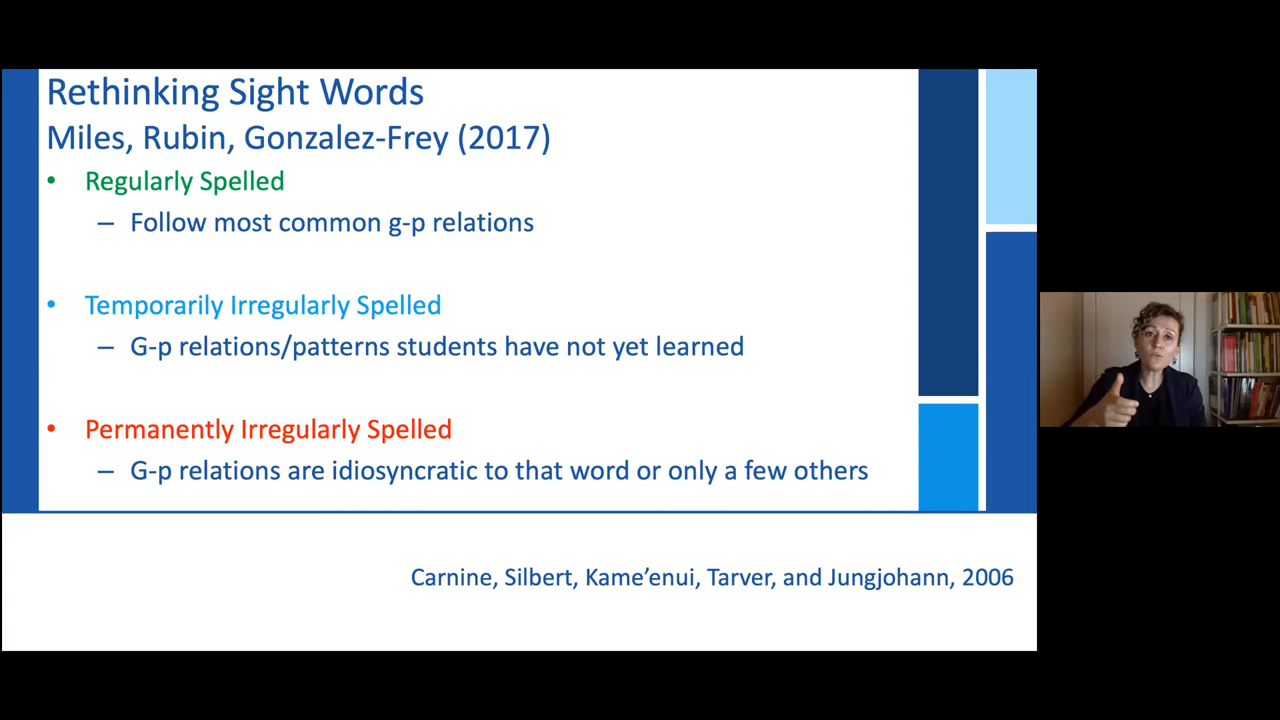 Rethinking Sight Words
Miles, Rubin, Gonzalez-Frey (2017)
• Regularly Spelled
– Follow most common g-p relations
• Temporarily Irregularly Spelled
– G-p relations/patterns students have not yet learned
• Permanently Irregularly Spelled
– G-p relations are idiosyncratic to that word or only a few others
Carnine, Silbert, Kame’enui, Tarver, and Jungjohann, 2006